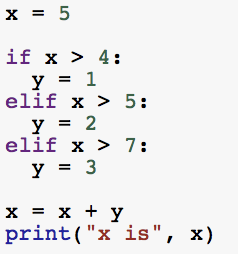 x = 5
if x > 4:
  y = 1
elif x > 5:
  y = 2
elif x > 7:
  y = 3
x = x + y
print("x is", x)